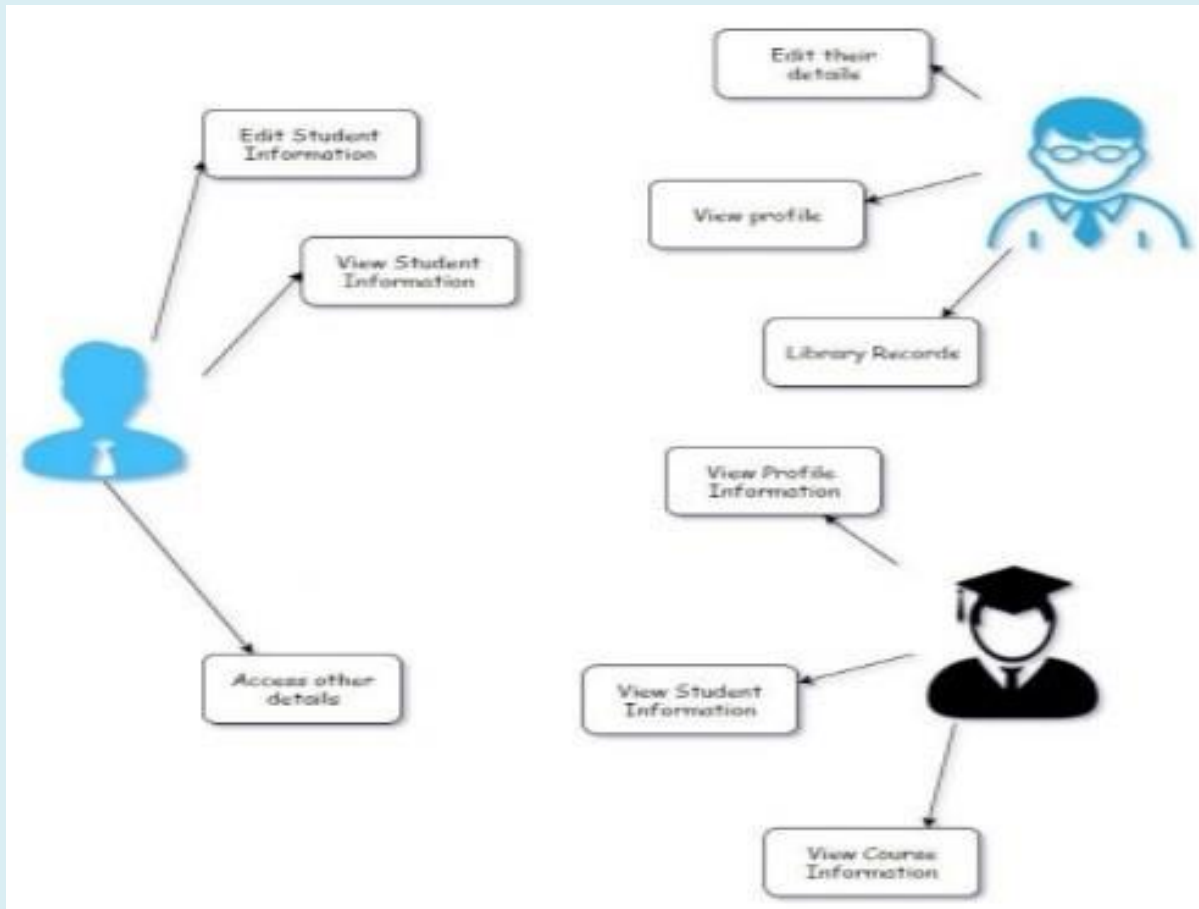 Edit their
details
Edit Student
Information
View profile
View Student
Information
Library Records
View Profile
Information
Access other
details
View Student
Information
View Course
Information